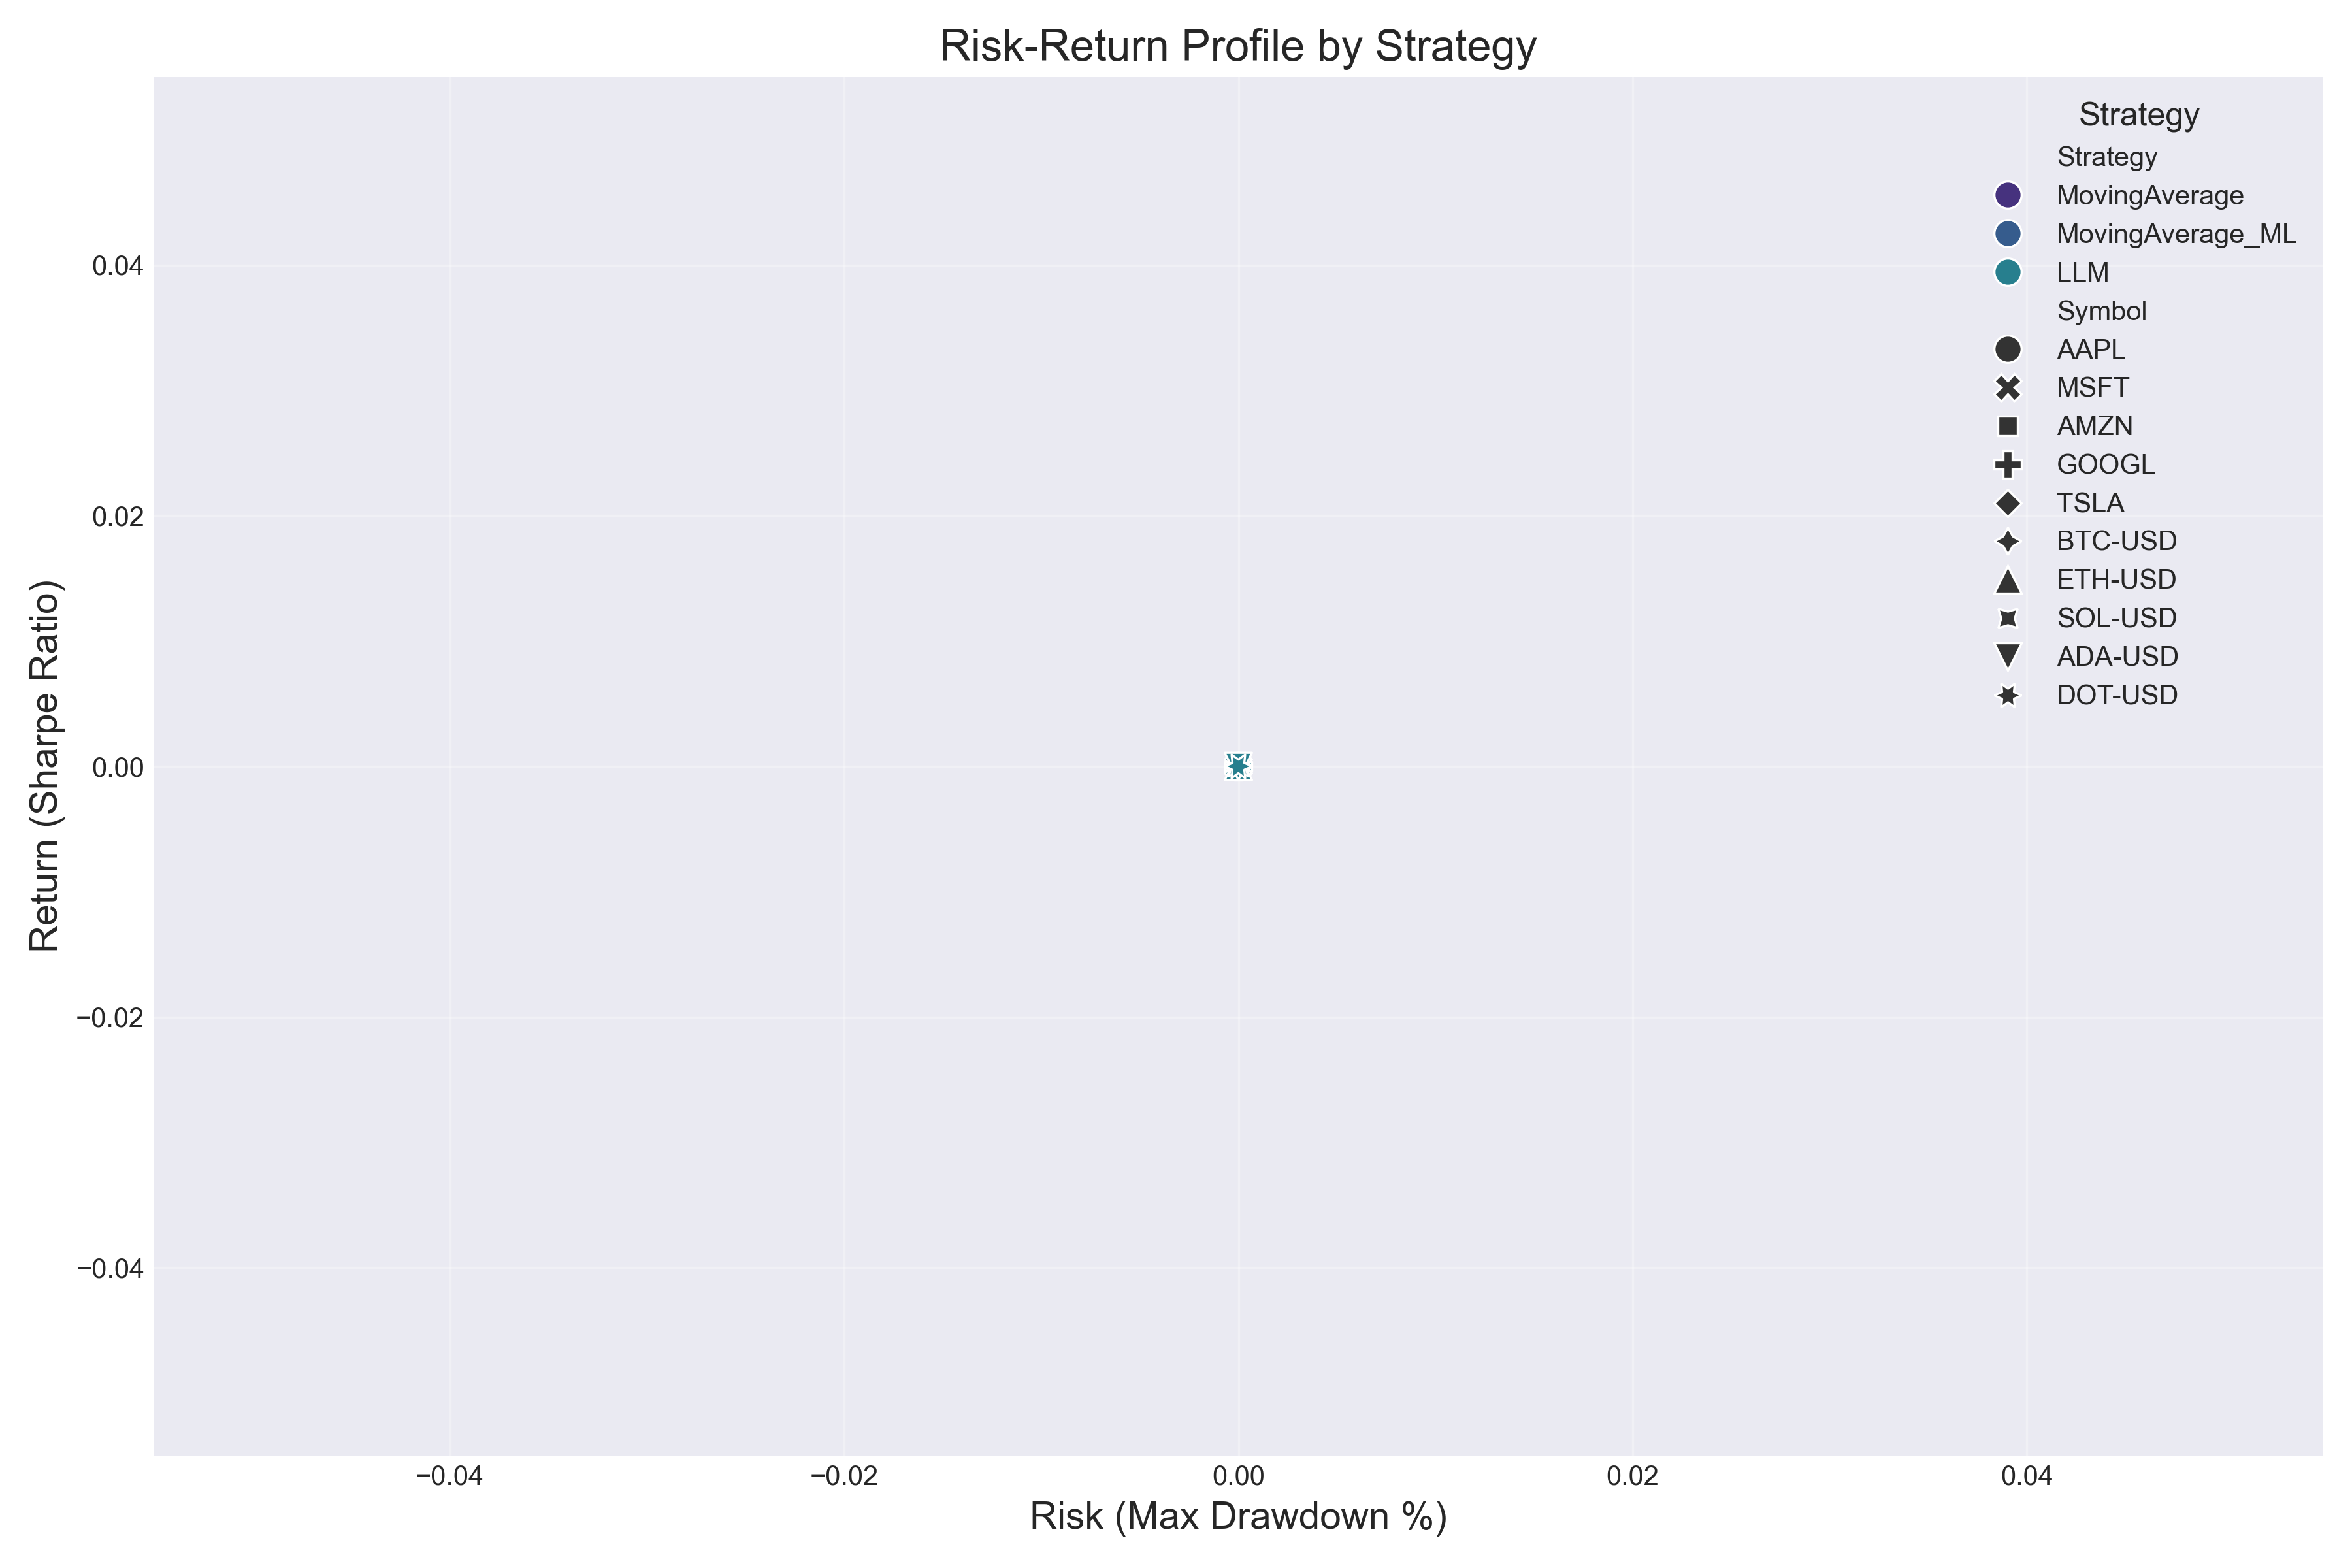 Risk-Return Profile by Strategy
Strategy
Strategy
MovingAverage
MovingAverage_ML
LLM
Symbol
AAPL
MSFT
AMZN
GOOGL
TSLA
BTC-USD
ETH-USD
SOL-USD
ADA-USD
DOT-USD
Return (Sharpe Ratio)
0.04
0.02
0.00
−0.02
−0.04
−0.04
−0.02
0.00
0.02
0.04
Risk (Max Drawdown %)